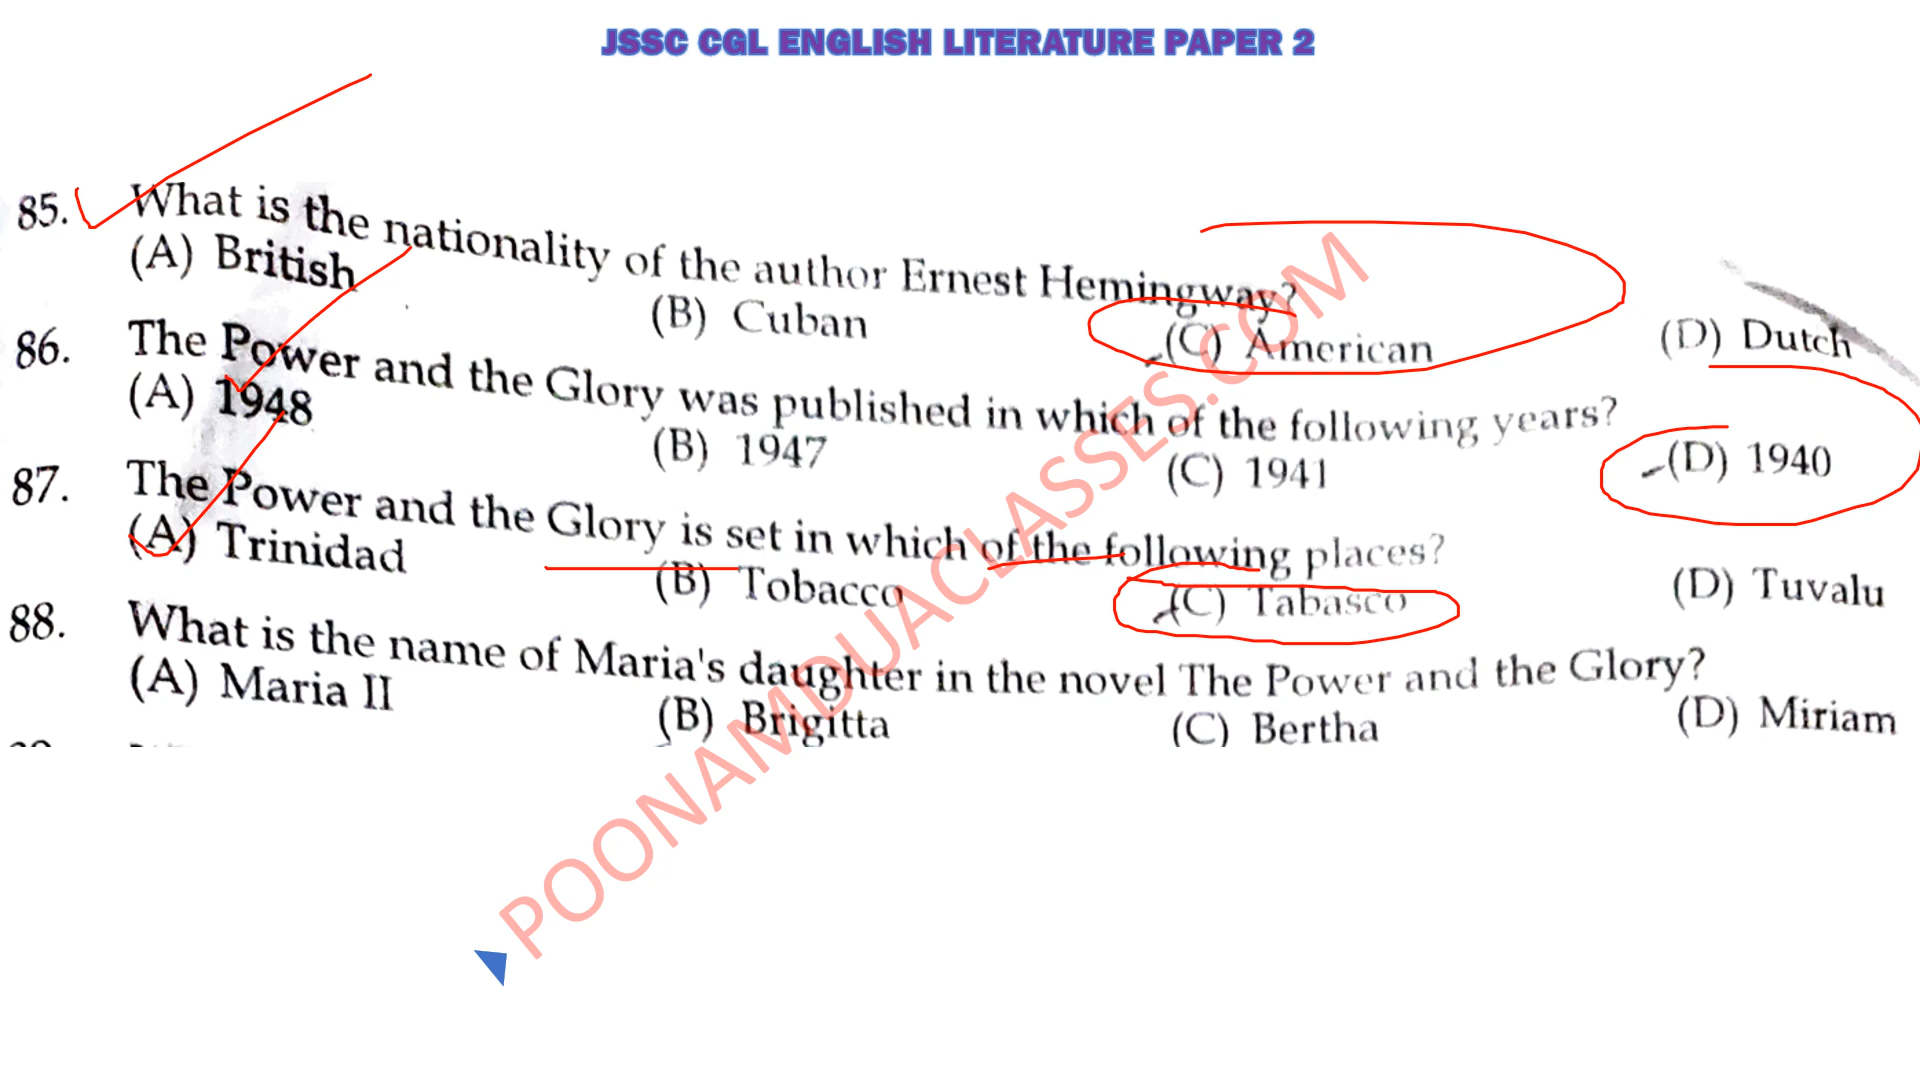 JSSC CGL ENGLISH LITERATURE PAPER 2
85. What is the nationality of the author Ernest Hemingway?
(A) British (B) Cuban (C) American (D) Dutch
86. The Power and the Glory was published in which of the following years?
(A) 1948 (B) 1947 (C) 1941 (D) 1940
87. The Power and the Glory is set in which of the following places?
(A) Trinidad (B) Tobacco (C) Tabasco (D) Tuvalu
88. What is the name of Maria's daughter in the novel The Power and the Glory?
(A) Maria II (B) Brigitta (C) Bertha (D) Miriam
POONAMDUACLASSES.COM